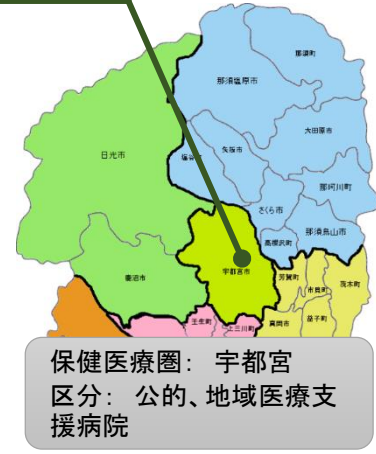 那須町
那須塩原市
大田原市
日光市
矢板市
塩谷町
那珂川町
さくら市
那須烏山市
高根沢町
宇都宮市
芳賀町
鹿沼市
市貝町
茂木町
壬生町
上三川町
真岡市
益子町
保健医療圏： 宇都宮
区分： 公的、地域医療支
援病院